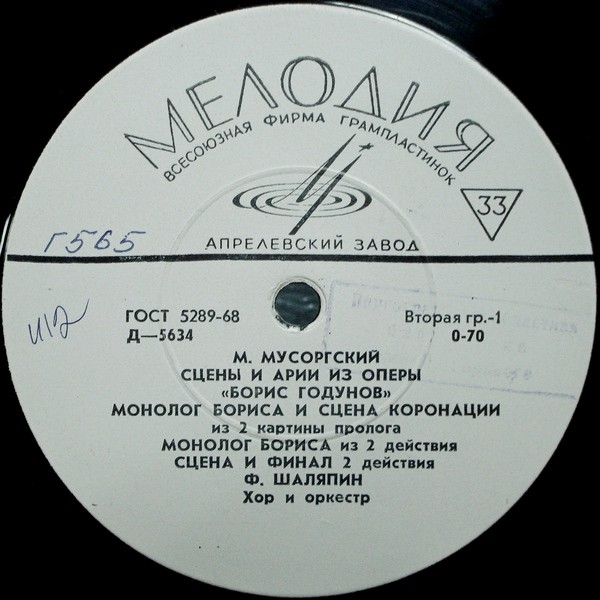 МЕЛОДИЯ
ВСЕСОЮЗНАЯ ФИРМА ГРАМПЛАСТИНОК
33
АПРЕЛЕВСКИЙ ЗАВОД
Г565
ГОСТ 5289-68 Вторая гр.-1
Д—5634 0-70
М. МУСОРГСКИЙ
СЦЕНЫ И АРИИ ИЗ ОПЕРЫ
«БОРИС ГОДУНОВ»
МОНОЛОГ БОРИСА И СЦЕНА КОРОНАЦИИ
из 2 картины пролога
МОНОЛОГ БОРИСА из 2 действия
СЦЕНА И ФИНАЛ 2 действия
Ф. ШАЛЯПИН
Хор и оркестр